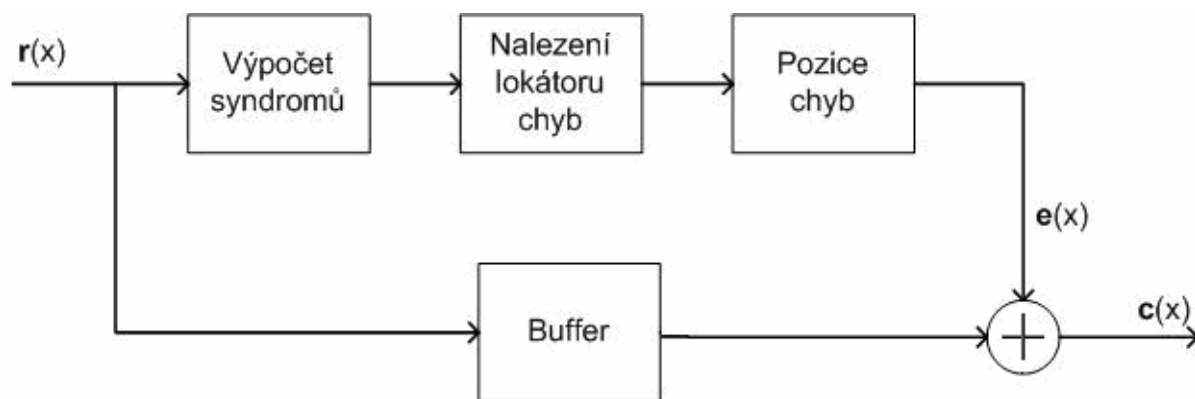 r(x)
Výpočet
syndromů
Nalezení
lokátoru
chyb
Pozice
chyb
e(x)
Buffer
c(x)